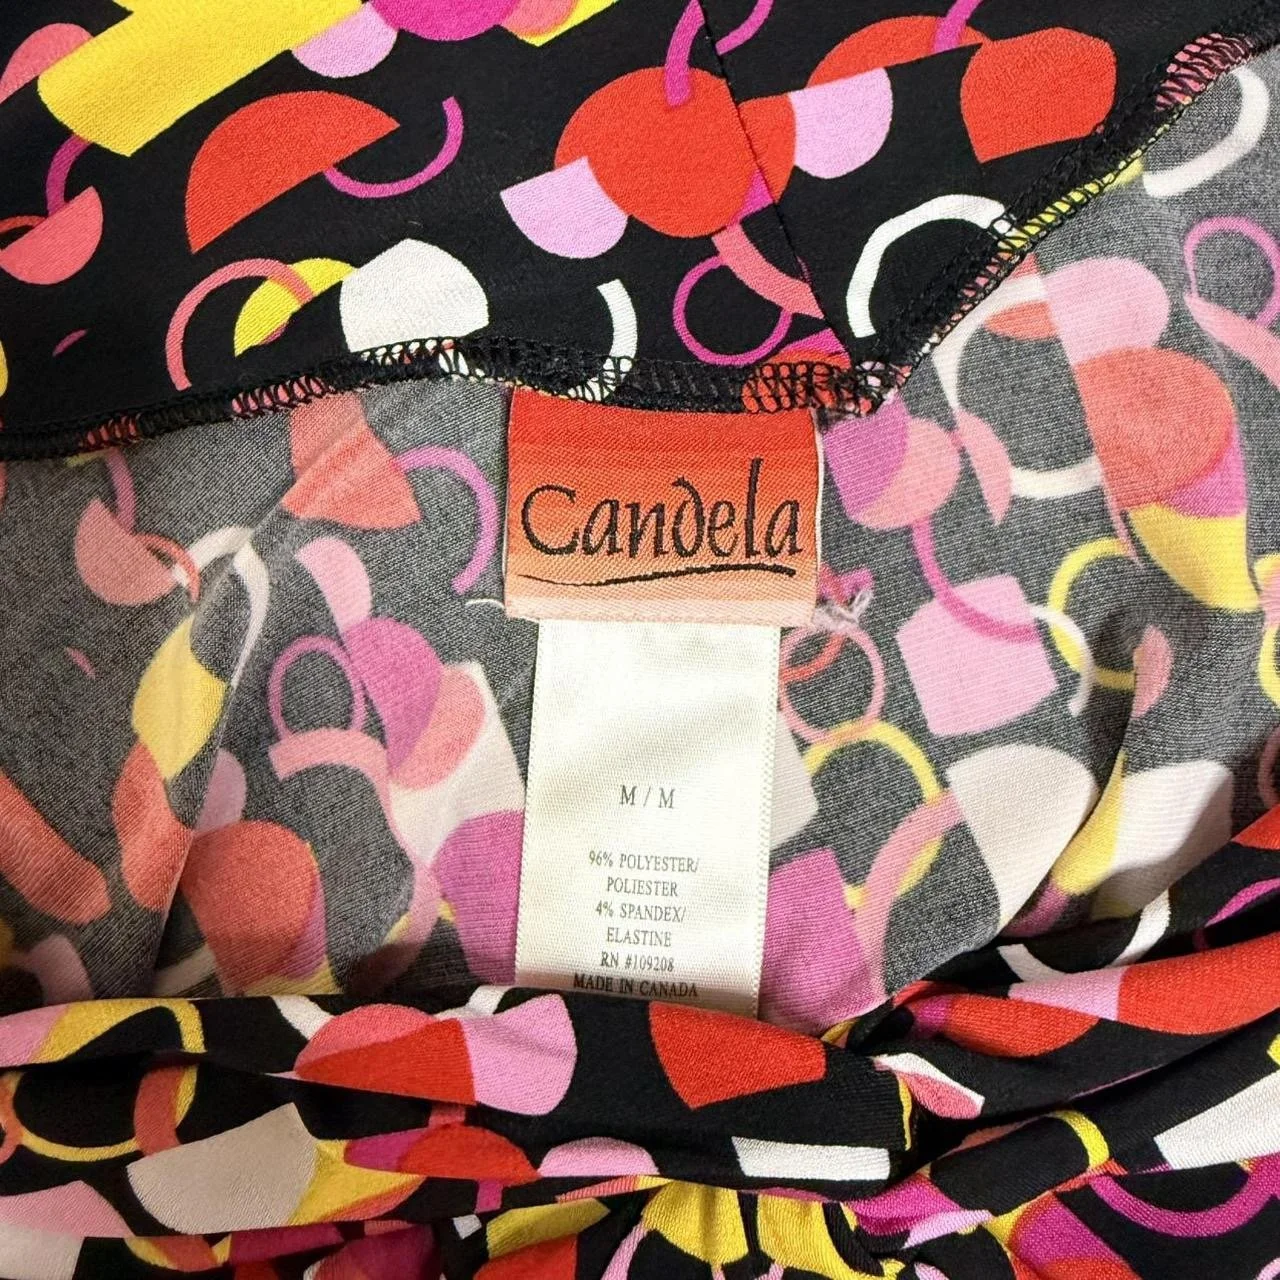 Candela
M / M
96% POLYESTER/
POLIESTER
4% SPANDEX/
ELASTINE
RN #109208
MADE IN CANADA